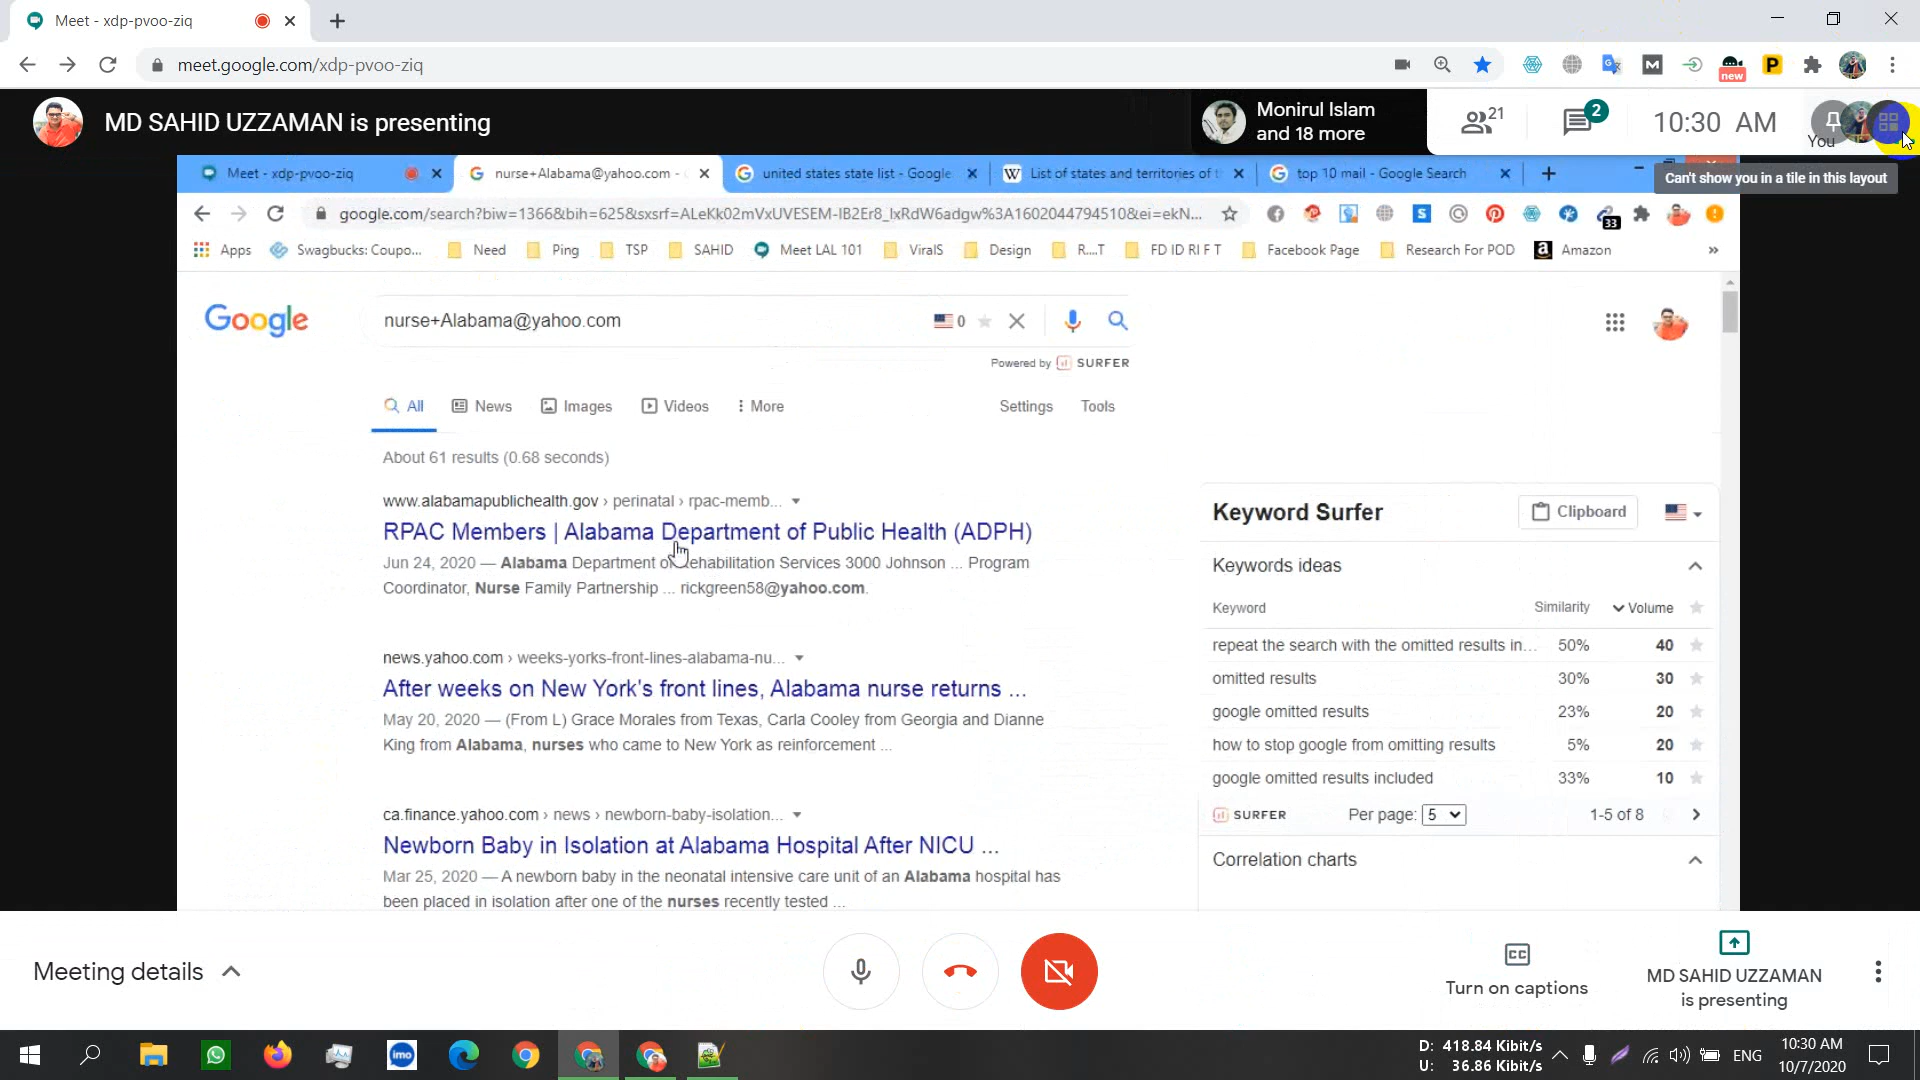 Meet - xdp-pvoo-ziq
meet.google.com/xdp-pvoo-ziq
new
MD SAHID UZZAMAN is presenting
Monirul Islam
and 18 more
21
2
10:30 AM
You
Can't show you in a tile in this layout
Meet - xdp-pvoo-ziq
nurse+Alabama@yahoo.com -
united states state list - Google
List of states and territories of t
top 10 mail - Google Search
google.com/search?biw=1366&bih=625&sxsrf=ALeKk02mVxUVESEM-IB2Er8_IxRdW6adgw%3A1602044794510&ei=ekN...
33
Apps
Swagbucks: Coupo...
Need
Ping
TSP
SAHID
Meet LAL 101
ViralS
Design
R....T
FD ID RI F T
Facebook Page
Research For POD
Amazon
»
Google
nurse+Alabama@yahoo.com
0
Powered by SURFER
All
News
Images
Videos
More
Settings
Tools
About 61 results (0.68 seconds)
www.alabamapublichealth.gov › perinatal › rpac-memb...
RPAC Members | Alabama Department of Public Health (ADPH)
Jun 24, 2020 — Alabama Department of Rehabilitation Services 3000 Johnson ... Program
Coordinator, Nurse Family Partnership ... rickgreen58@yahoo.com.
news.yahoo.com › weeks-yorks-front-lines-alabama-nu...
After weeks on New York's front lines, Alabama nurse returns ...
May 20, 2020 — (From L) Grace Morales from Texas, Carla Cooley from Georgia and Dianne
King from Alabama, nurses who came to New York as reinforcement ...
ca.finance.yahoo.com › news › newborn-baby-isolation...
Newborn Baby in Isolation at Alabama Hospital After NICU ...
Mar 25, 2020 — A newborn baby in the neonatal intensive care unit of an Alabama hospital has
been placed in isolation after one of the nurses recently tested ...
Keyword Surfer
Clipboard
Keywords ideas
Keyword Similarity Volume
repeat the search with the omitted results in... 50% 40
omitted results 30% 30
google omitted results 23% 20
how to stop google from omitting results 5% 20
google omitted results included 33% 10
SURFER Per page: 5 1-5 of 8
Correlation charts
Meeting details
Turn on captions
MD SAHID UZZAMAN
is presenting
imo
D: 418.84 Kibit/s
U: 36.86 Kibit/s
ENG
10:30 AM
10/7/2020